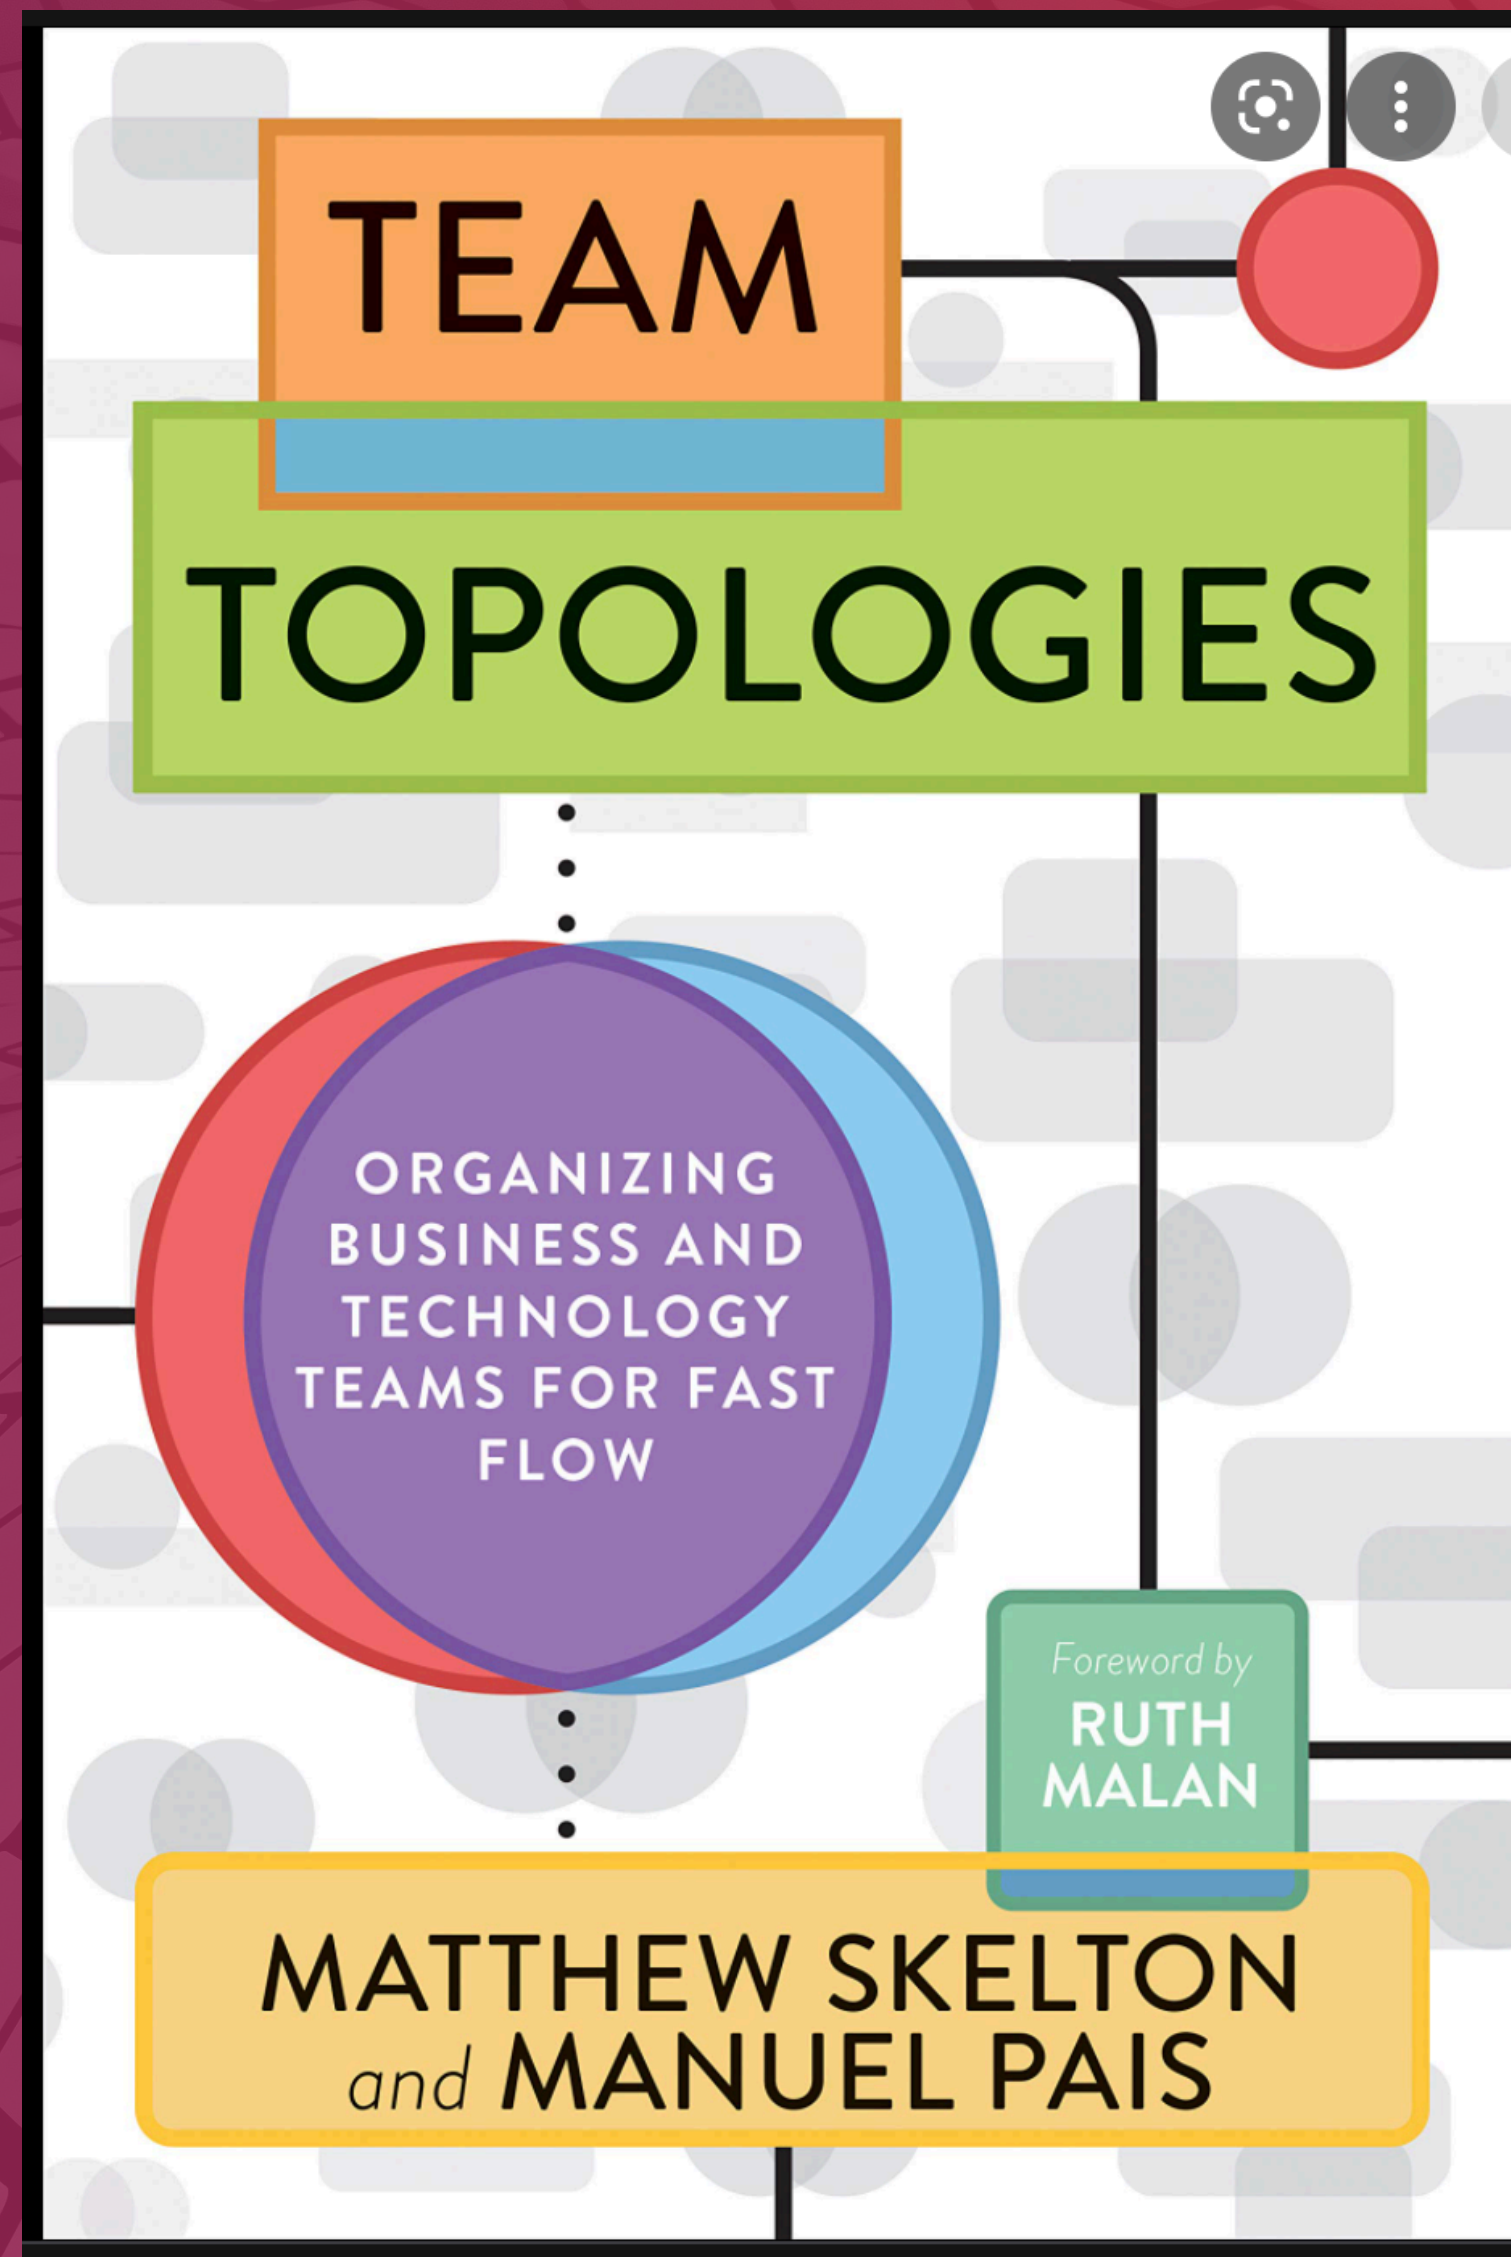 TEAM
TOPOLOGIES
ORGANIZING
BUSINESS AND
TECHNOLOGY
TEAMS FOR FAST
FLOW
Foreword by
RUTH
MALAN
MATTHEW SKELTON
and MANUEL PAIS